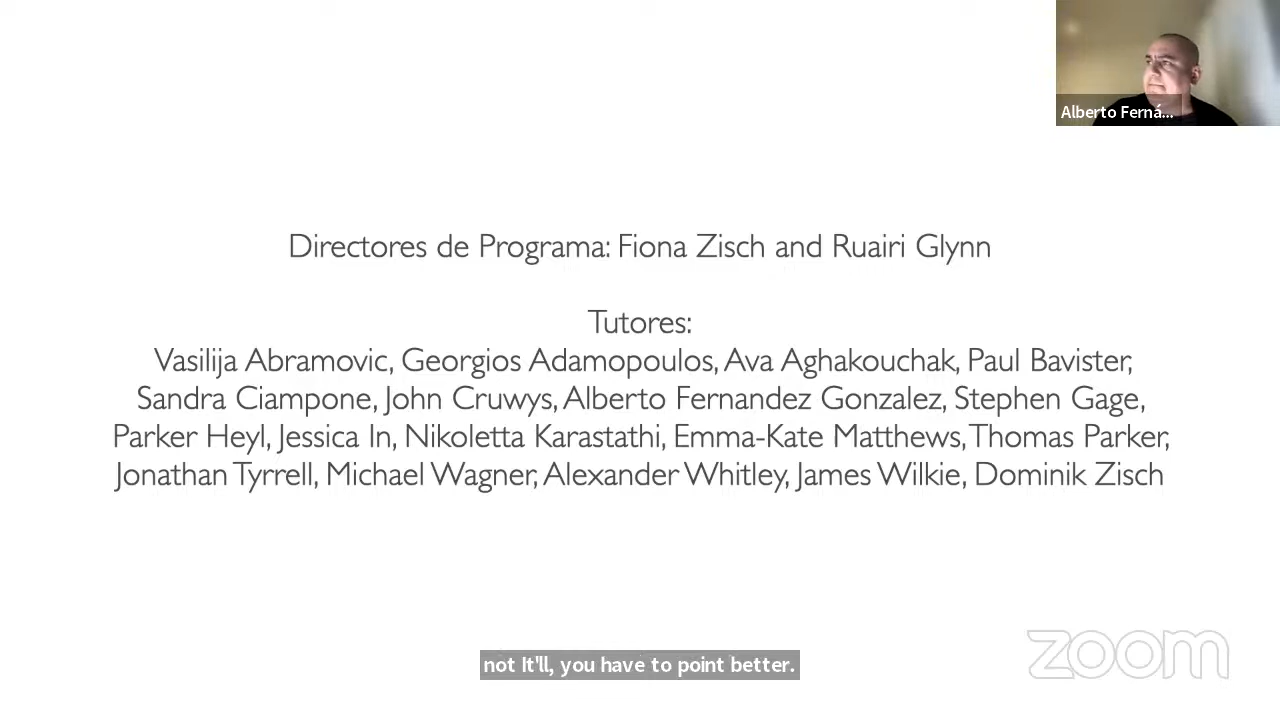 Alberto Ferná...
Directores de Programa: Fiona Zisch and Ruairi Glynn
Tutores:
Vasilija Abramovic, Georgios Adamopoulos, Ava Aghakouchak, Paul Bavister,
Sandra Ciampone, John Cruwys, Alberto Fernandez Gonzalez, Stephen Gage,
Parker Heyl, Jessica In, Nikoletta Karastathi, Emma-Kate Matthews, Thomas Parker,
Jonathan Tyrrell, Michael Wagner, Alexander Whitley, James Wilkie, Dominik Zisch
not It'll, you have to point better.
zoom